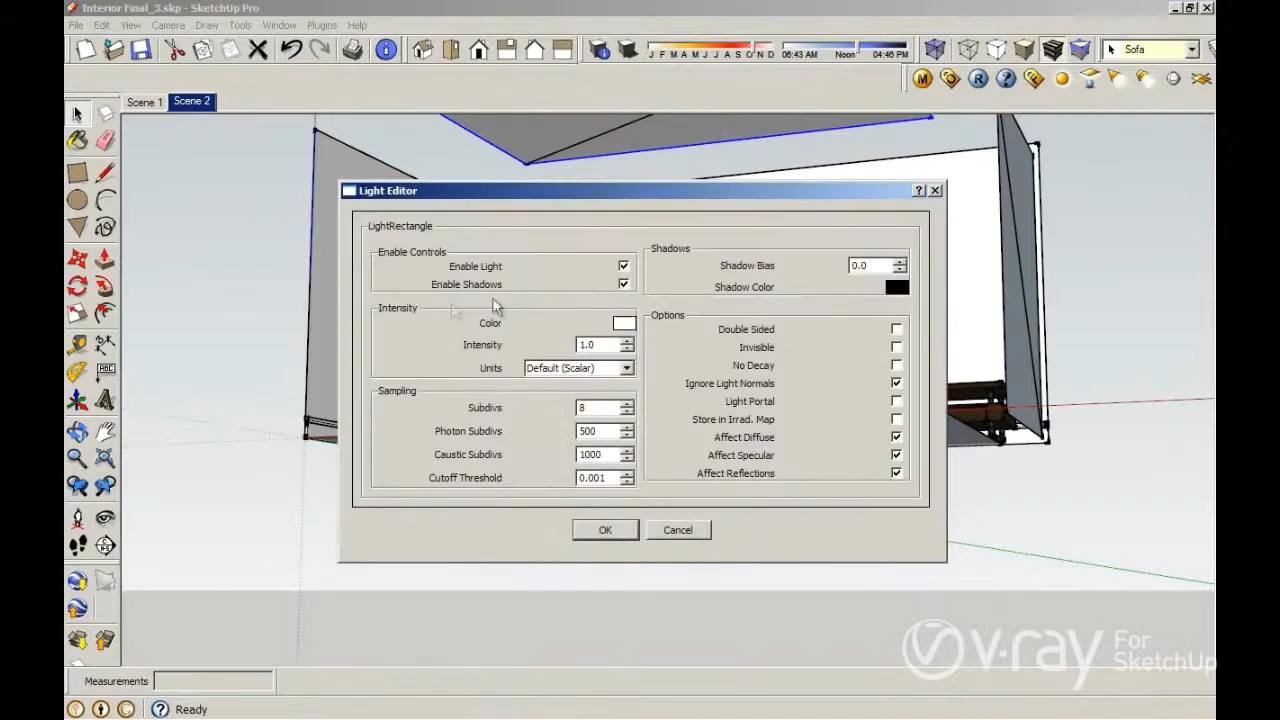 Interior Final_3.skp - SketchUp Pro
File Edit View Camera Draw Tools Window Plugins Help
J F M A M J J A S O N D 06:43 AM Noon 04:46 PM Sofa
M R ?
Scene 1 Scene 2
Light Editor
LightRectangle
Enable Controls
Enable Light
Enable Shadows
Intensity
Color
Intensity 1.0
Units Default (Scalar)
Sampling
Subdivs 8
Photon Subdivs 500
Caustic Subdivs 1000
Cutoff Threshold 0.001
Shadows
Shadow Bias 0.0
Shadow Color
Options
Double Sided
Invisible
No Decay
Ignore Light Normals
Light Portal
Store in Irrad. Map
Affect Diffuse
Affect Specular
Affect Reflections
OK Cancel
ABC
v·ray For SketchUp
Measurements
Ready